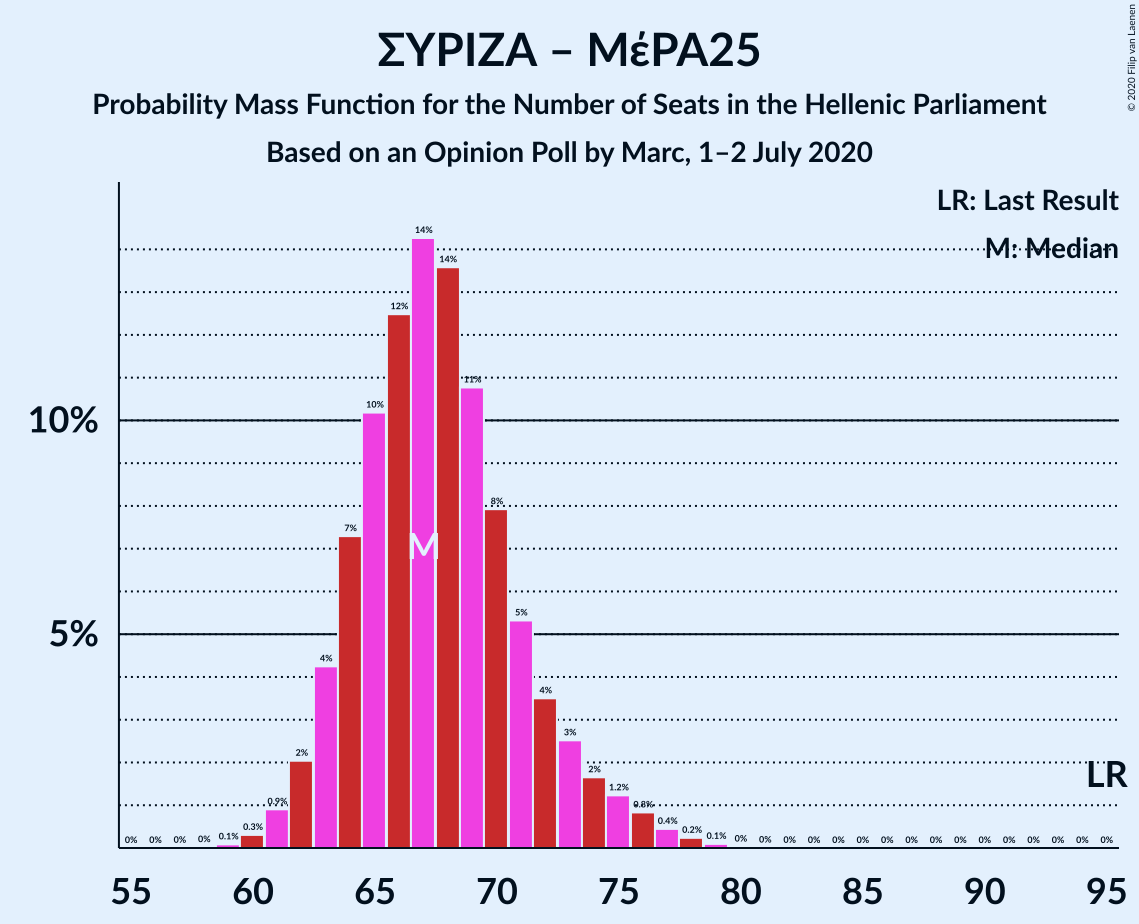 ΣΥΡΙΖΑ – ΜέΡΑ25
Probability Mass Function for the Number of Seats in the Hellenic Parliament
Based on an Opinion Poll by Marc, 1–2 July 2020
© 2020 Filip van Laenen
LR: Last Result
M: Median
14%
14%
12%
11%
10%
10%
8%
7%
M
5%
5%
4%
4%
3%
2%
2%
LR
1.2%
0.9%
0.8%
0.4%
0.3%
0.2%
0% 0% 0% 0% 0.1% 0.1% 0% 0% 0% 0% 0% 0% 0% 0% 0% 0% 0% 0% 0% 0% 0% 0%
55 60 65 70 75 80 85 90 95